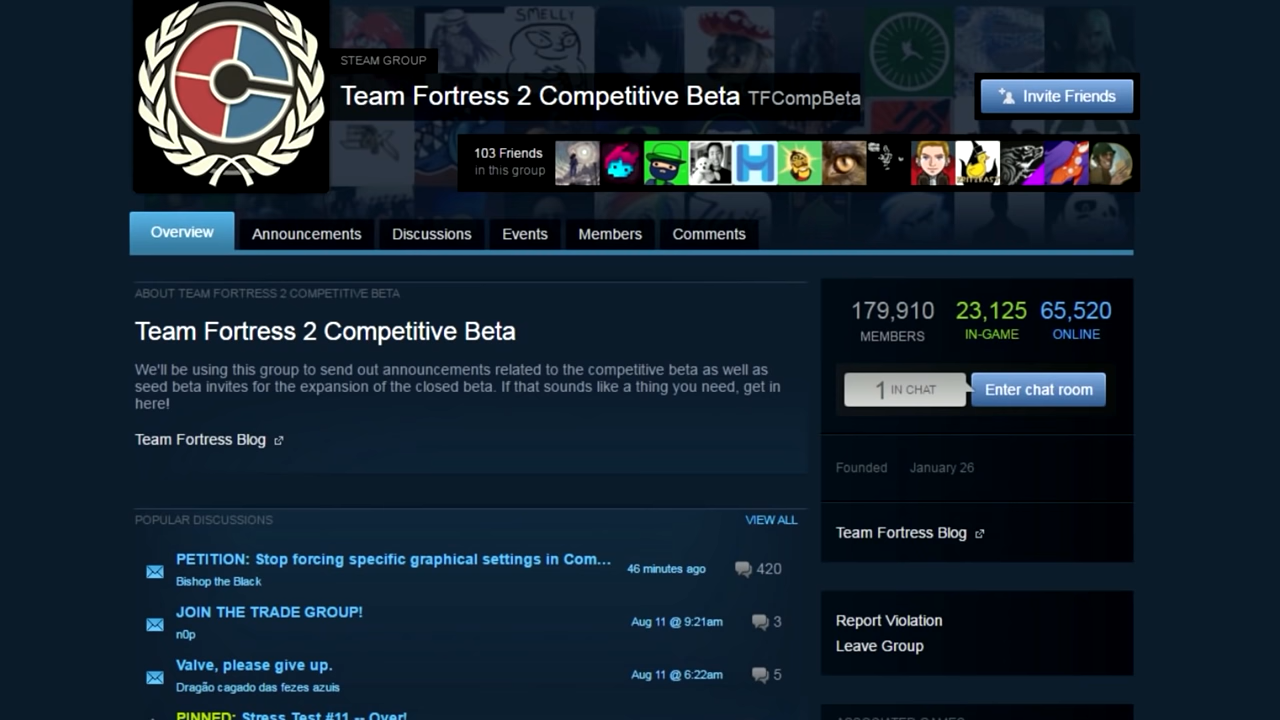 SMELLY
STEAM GROUP
Team Fortress 2 Competitive Beta TFCompBeta
Invite Friends
103 Friends
in this group
Overview
Announcements
Discussions
Events
Members
Comments
ABOUT TEAM FORTRESS 2 COMPETITIVE BETA
Team Fortress 2 Competitive Beta
We'll be using this group to send out announcements related to the competitive beta as well as
seed beta invites for the expansion of the closed beta. If that sounds like a thing you need, get in
here!
Team Fortress Blog
179,910 23,125 65,520
MEMBERS IN-GAME ONLINE
1 IN CHAT Enter chat room
Founded January 26
Team Fortress Blog
Report Violation
Leave Group
POPULAR DISCUSSIONS VIEW ALL
PETITION: Stop forcing specific graphical settings in Com... 46 minutes ago 420
Bishop the Black
JOIN THE TRADE GROUP! Aug 11 @ 9:21am 3
n0p
Valve, please give up. Aug 11 @ 6:22am 5
Dragão cagado das fezes azuis
PINNED: Stress Test #11 -- Over!
ASSOCIATED GAMES